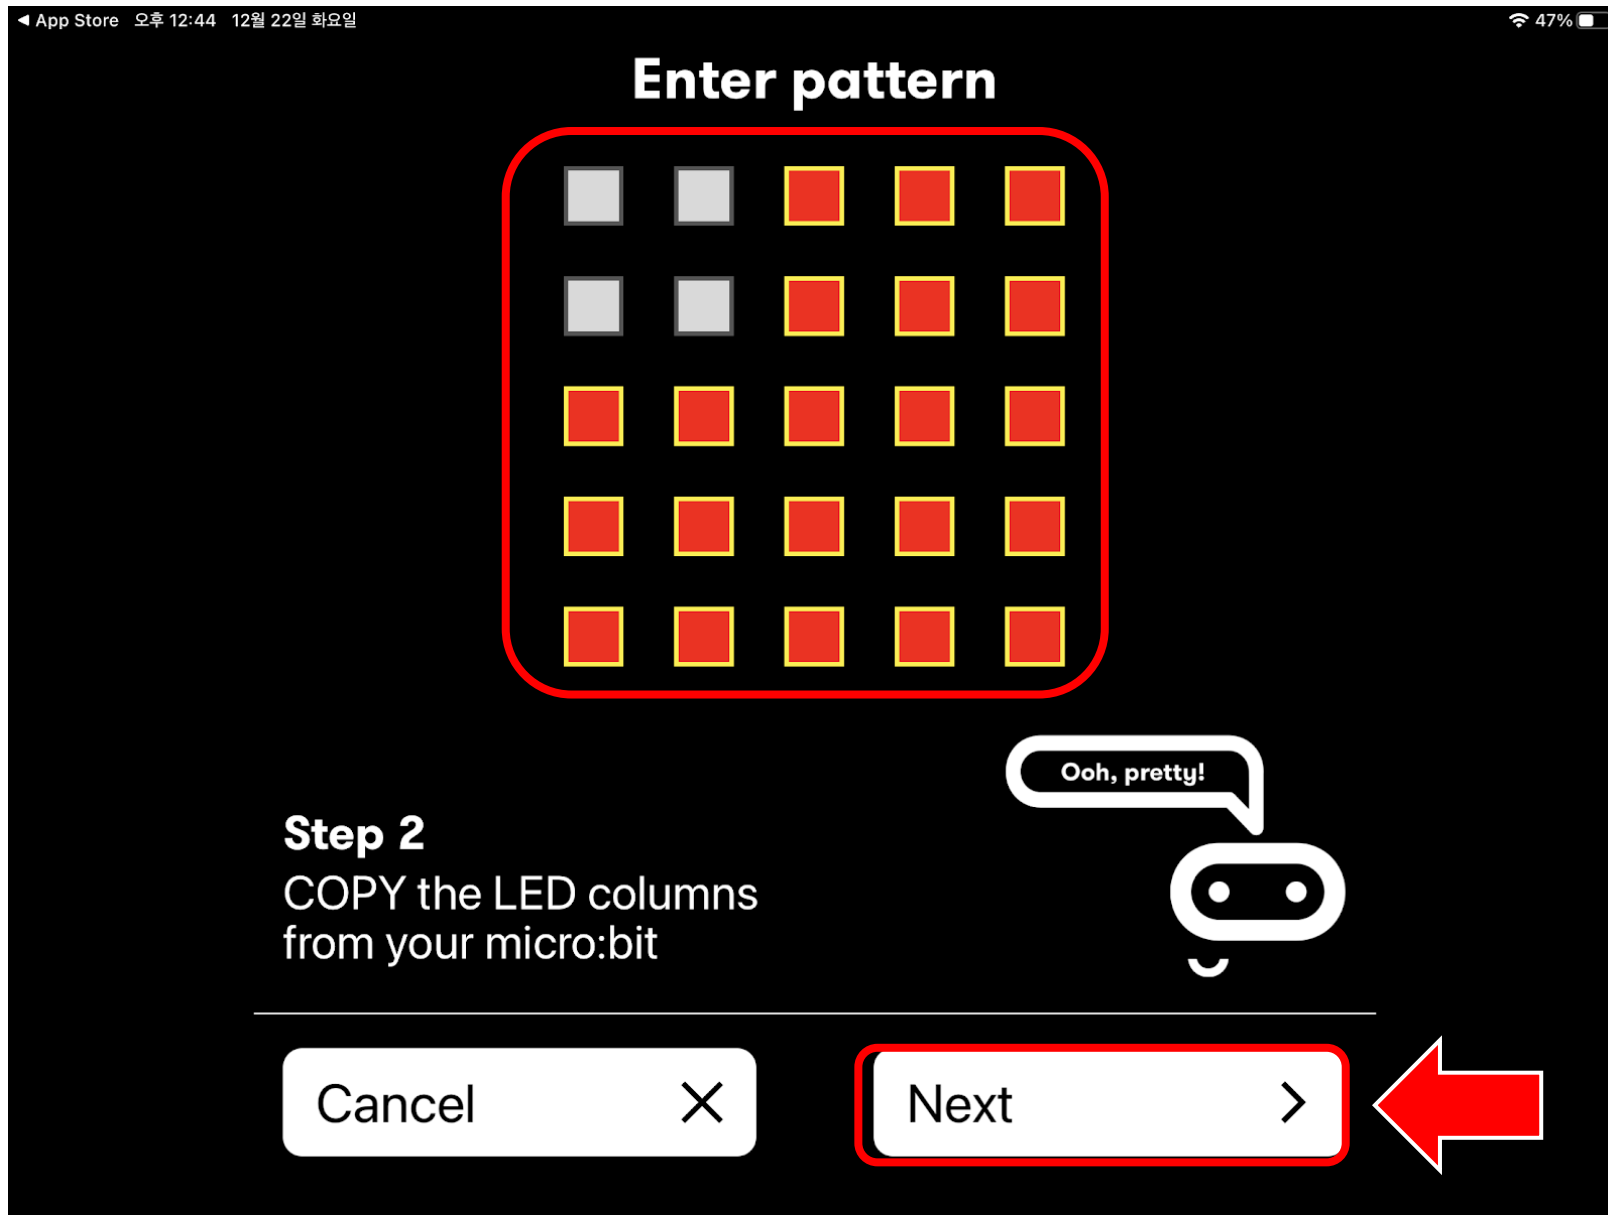 ◀ App Store 오후 12:44 12월 22일 화요일 47%
Enter pattern
Ooh, pretty!
Step 2
COPY the LED columns
from your micro:bit
Cancel
Next